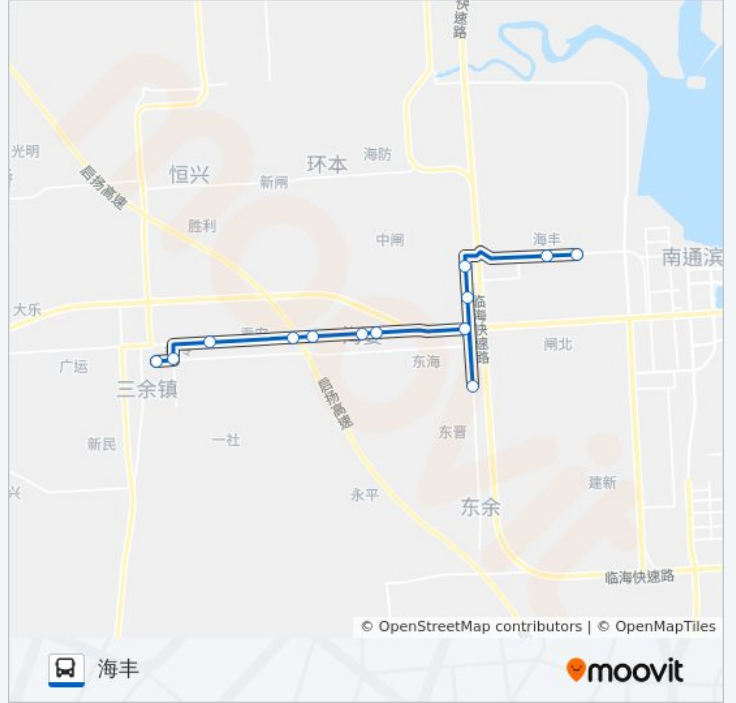 快速路
光明
海防
环本
恒兴
新闸
启扬高速
胜利
中闸
海丰
南通滨
大乐
临海快速路
闸北
广运
东海
三余镇
启扬高速
东晋
新民
一社
建新
兴
永平
东余
临海快速路
© OpenStreetMap contributors | © OpenMapTiles
海丰
moovit